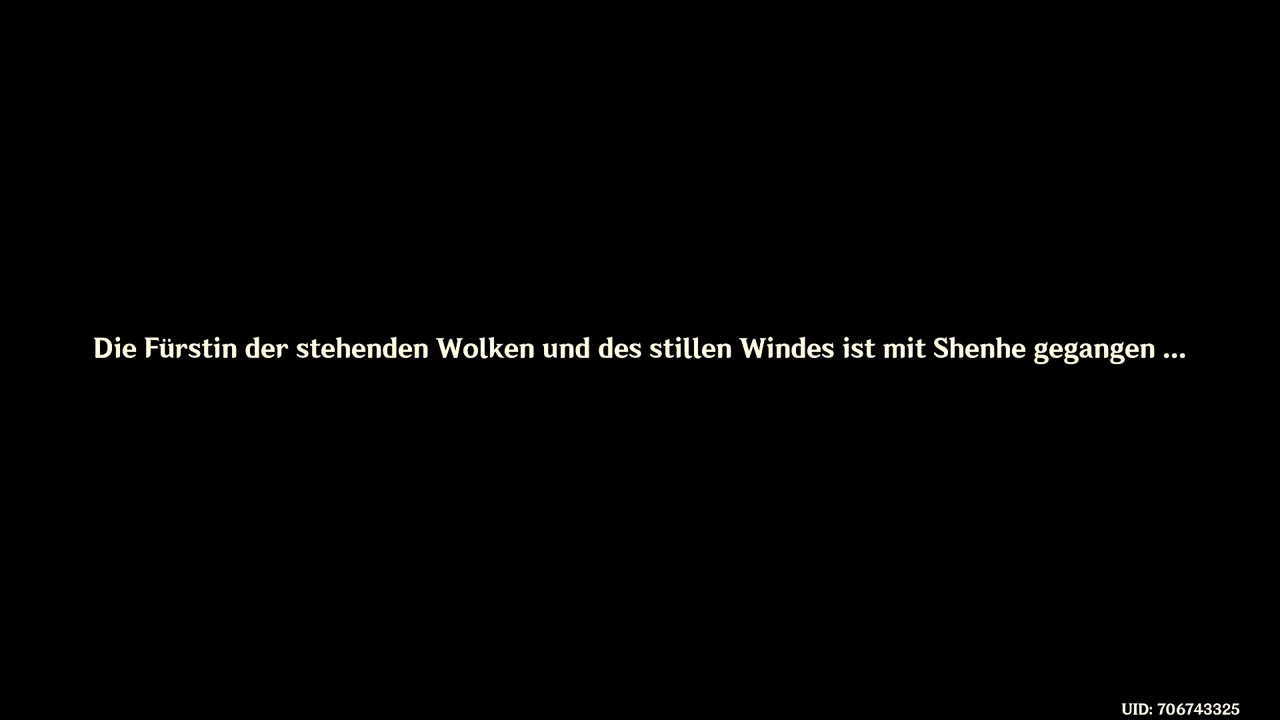 Die Fürstin der stehenden Wolken und des stillen Windes ist mit Shenhe gegangen ...
UID: 706743325